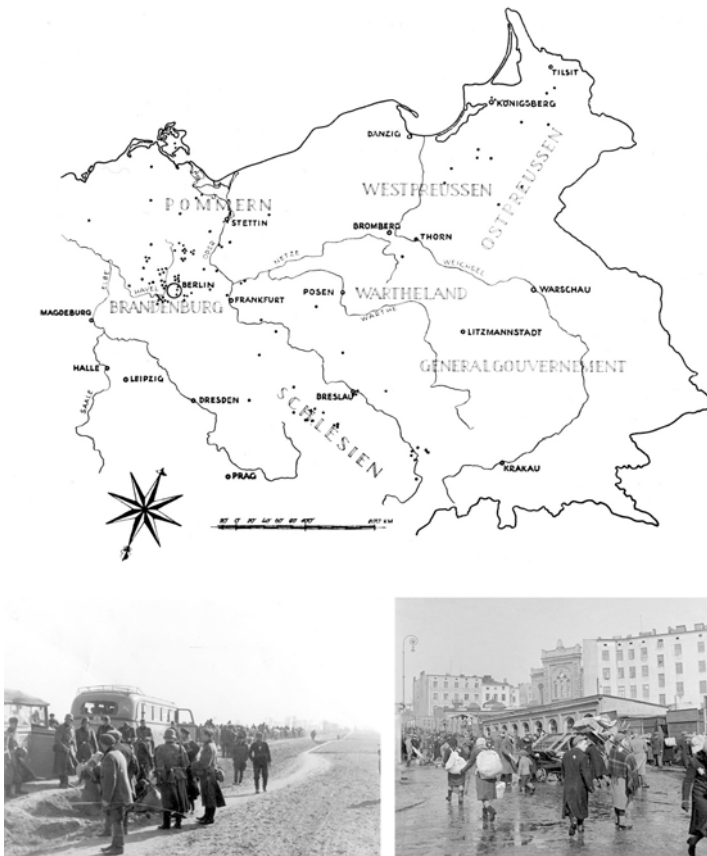 TILSIT
KÖNIGSBERG
DANZIG
OSTPREUSSEN
WESTPREUSSEN
POMMERN
STETTIN
BROMBERG
THORN
ODER
NETZE
WEICHSEL
ELBE
HAVEL
BERLIN
BRANDENBURG
FRANKFURT
POSEN
WARTHELAND
WARSCHAU
WARTHE
MAGDEBURG
LITZMANNSTADT
GENERALGOUVERNEMENT
HALLE
LEIPZIG
BRESLAU
SAALE
DRESDEN
SCHLESIEN
PRAG
KRAKAU